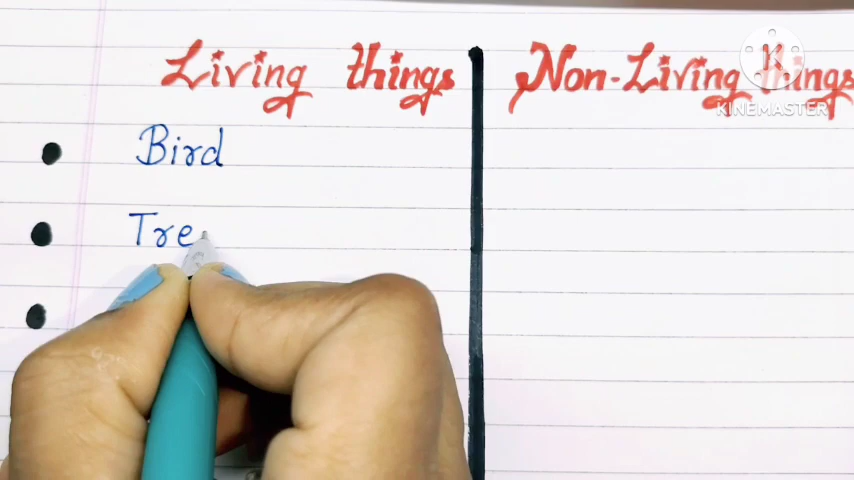 Living things
Non-Living things
Bird
Tre
K
KINEMASTER